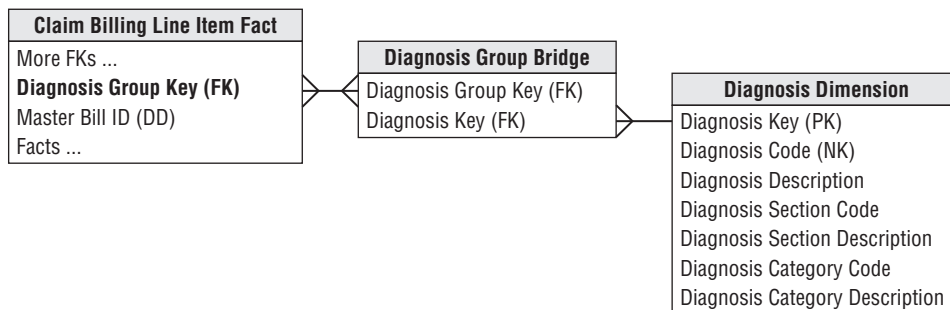 Claim Billing Line Item Fact
More FKs ...
Diagnosis Group Key (FK)
Master Bill ID (DD)
Facts ...
Diagnosis Group Bridge
Diagnosis Group Key (FK)
Diagnosis Key (FK)
Diagnosis Dimension
Diagnosis Key (PK)
Diagnosis Code (NK)
Diagnosis Description
Diagnosis Section Code
Diagnosis Section Description
Diagnosis Category Code
Diagnosis Category Description